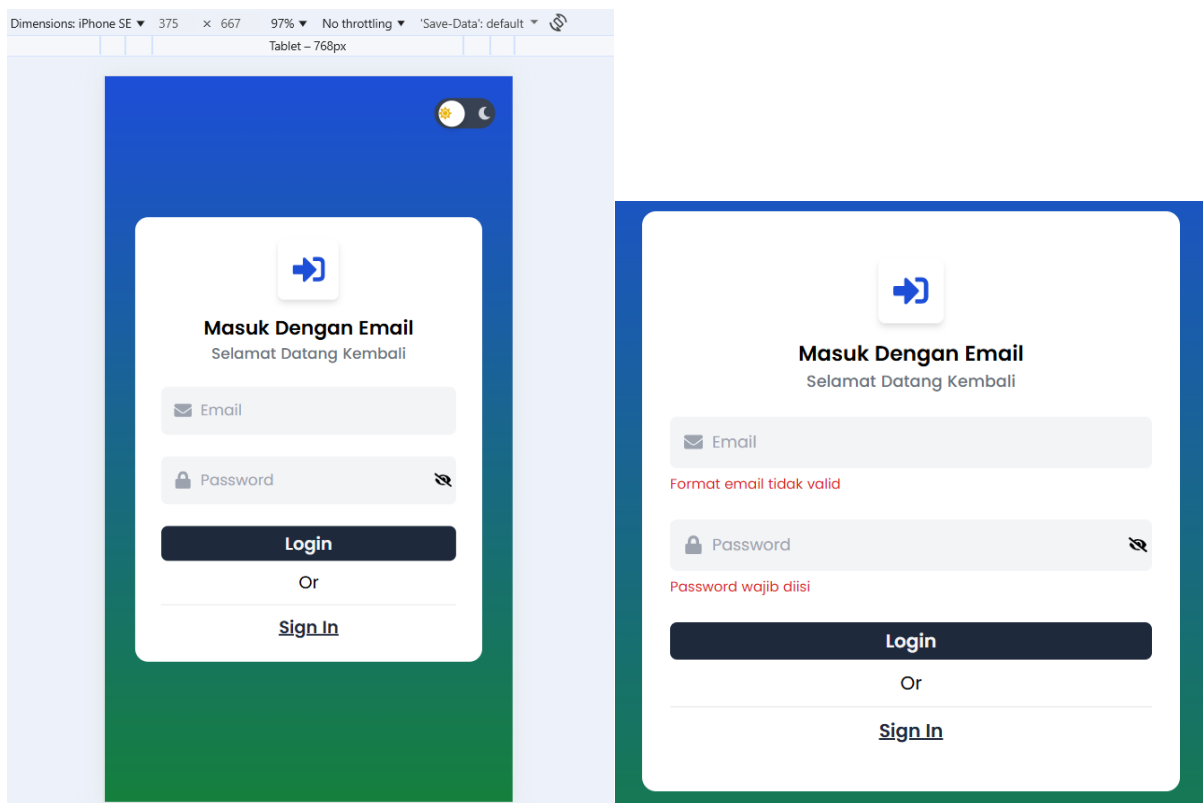 Dimensions: iPhone SE ▼ 375 × 667 97% ▼ No throttling ▼ 'Save-Data': default ▼
Tablet – 768px
Masuk Dengan Email
Selamat Datang Kembali
Email
Password
Login
Or
Sign In
Masuk Dengan Email
Selamat Datang Kembali
Email
Format email tidak valid
Password
Password wajib diisi
Login
Or
Sign In